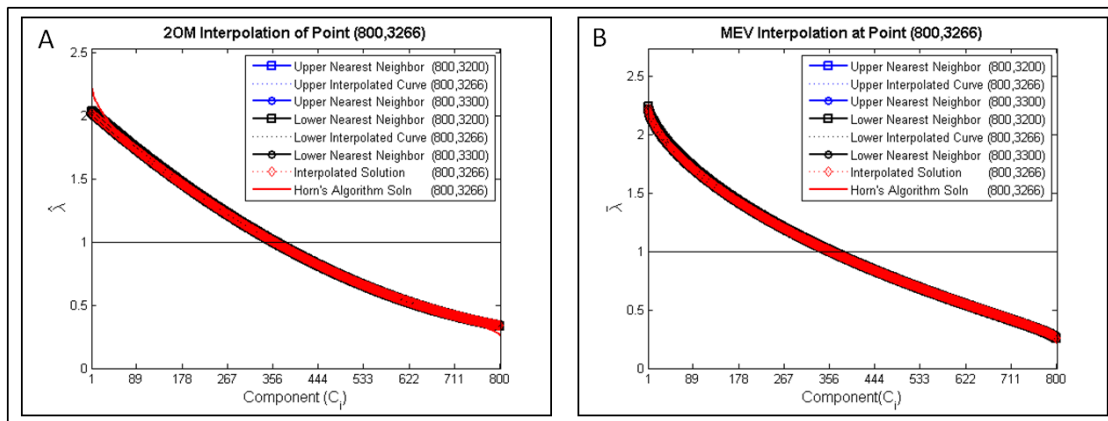 A
2OM Interpolation of Point (800,3266)
2.5
2
1.5
1
0.5
0
λ̂
Upper Nearest Neighbor (800,3200)
Upper Interpolated Curve (800,3266)
Upper Nearest Neighbor (800,3300)
Lower Nearest Neighbor (800,3200)
Lower Interpolated Curve (800,3266)
Lower Nearest Neighbor (800,3300)
Interpolated Solution (800,3266)
Horn's Algorithm Soln (800,3266)
1 89 178 267 356 444 533 622 711 800
Component (Ci)
B
MEV Interpolation at Point (800,3266)
2.5
2
1.5
1
0.5
0
λ̄
Upper Nearest Neighbor (800,3200)
Upper Interpolated Curve (800,3266)
Upper Nearest Neighbor (800,3300)
Lower Nearest Neighbor (800,3200)
Lower Interpolated Curve (800,3266)
Lower Nearest Neighbor (800,3300)
Interpolated Solution (800,3266)
Horn's Algorithm Soln (800,3266)
1 89 178 267 356 444 533 622 711 800
Component(Ci)